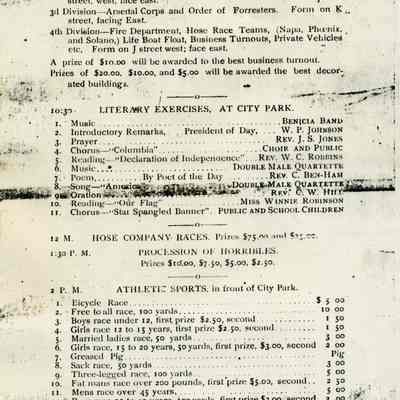 street, west, face east.
3rd Division—Ametal Corps and Order of Forresters. Form on K
street, facing East.
4th Division—Fire Department, Hose Race Teams, (Napa, Phœnix,
and Solano,) Life Boat Float, Business Turnouts, Private Vehicles
etc. Form on J street west; face east.
A prize of $10.00 will be awarded to the best business turnout.
Prizes of $20.00, $10.00, and $5.00 will be awarded the best decor-
ated buildings.
10:30 LITERARY EXERCISES, AT CITY PARK.
1. Music BENICIA BAND
2. Introductory Remarks, President of Day, W. P. JOHNSON
3. Prayer REV. J. S. JONES
4. Chorus—"Columbia" CHOIR AND PUBLIC
5. Reading—"Declaration of Independence" REV. W. C. ROBBINS
6. Music DOUBLE MALE QUARTETTE
7. Poem, By Poet of the Day REV. C. BEN-HAM
8. Song—"America" DOUBLE MALE QUARTETTE
9. Oration REV. C. W. HILL
10. Reading—"Our Flag" MISS WINNIE ROBINSON
11. Chorus—"Star Spangled Banner" PUBLIC AND SCHOOL CHILDREN
12 M. HOSE COMPANY RACES. Prizes $75.00 and $25.00.
1:30 P. M. PROCESSION OF HORRIBLES.
Prizes $10.00, $7.50, $5.00, $2.50.
2 P. M. ATHLETIC SPORTS, in front of City Park.
1. Bicycle Race $ 5 00
2. Free to all race, 100 yards 10 00
3. Boys race under 12, first prize $2.50, second 1 50
4. Girls race 12 to 15 years, first prize $2.50, second 1 50
5. Married ladies race, 50 yards 3 00
6. Girls race, 15 to 20 years, 50 yards, first prize, $3.00, second 2 00
7. Greased Pig Pig
8. Sack race, 50 yards 3 00
9. Three-legged race, 100 yards 5 00
10. Fat mans race over 200 pounds, first prize $5.00, second 2 50
11. Mens race over 45 years, 5 00